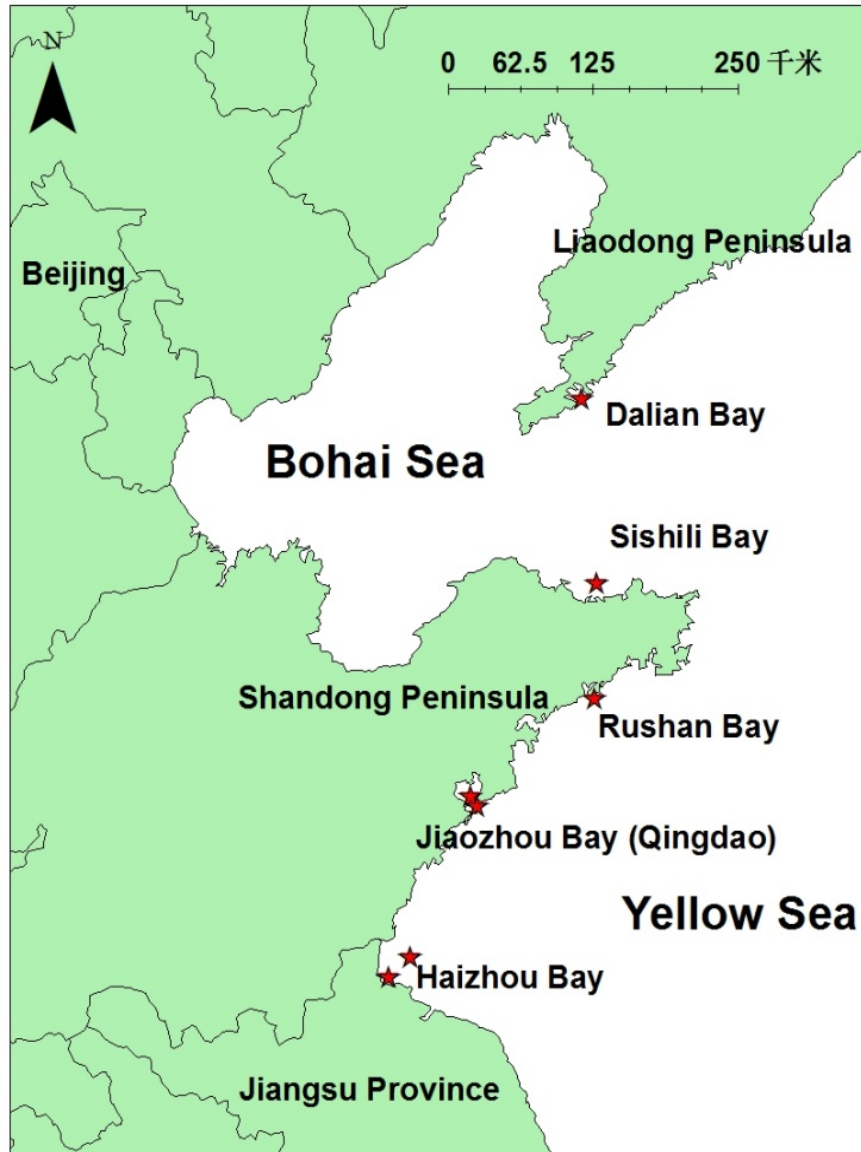 N
0 62.5 125 250 千米
Liaodong Peninsula
Beijing
Dalian Bay
Bohai Sea
Sishili Bay
Shandong Peninsula
Rushan Bay
Jiaozhou Bay (Qingdao)
Yellow Sea
Haizhou Bay
Jiangsu Province